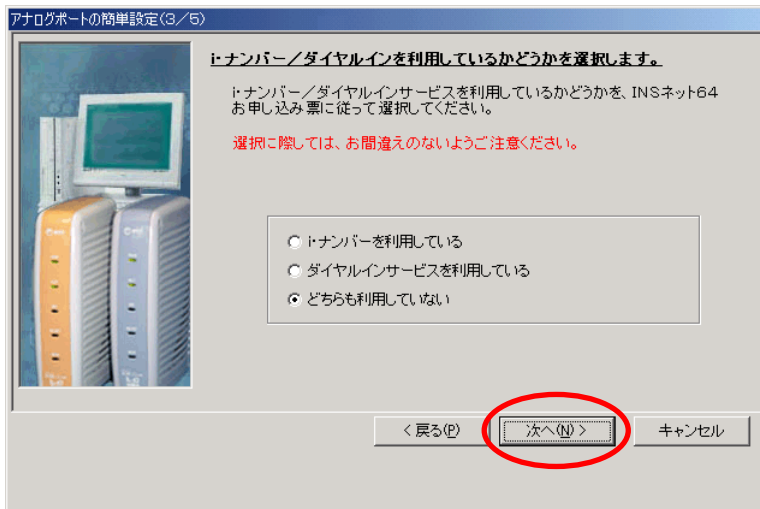 アナログポートの簡単設定(3/5)
i・ナンバー/ダイヤルインを利用しているかどうかを選択します。
i・ナンバー/ダイヤルインサービスを利用しているかどうかを、INSネット64
お申し込み票に従って選択してください。
選択に際しては、お間違えのないようご注意ください。
i・ナンバーを利用している
ダイヤルインサービスを利用している
どちらも利用していない
< 戻る(P)
次へ(N) >
キャンセル